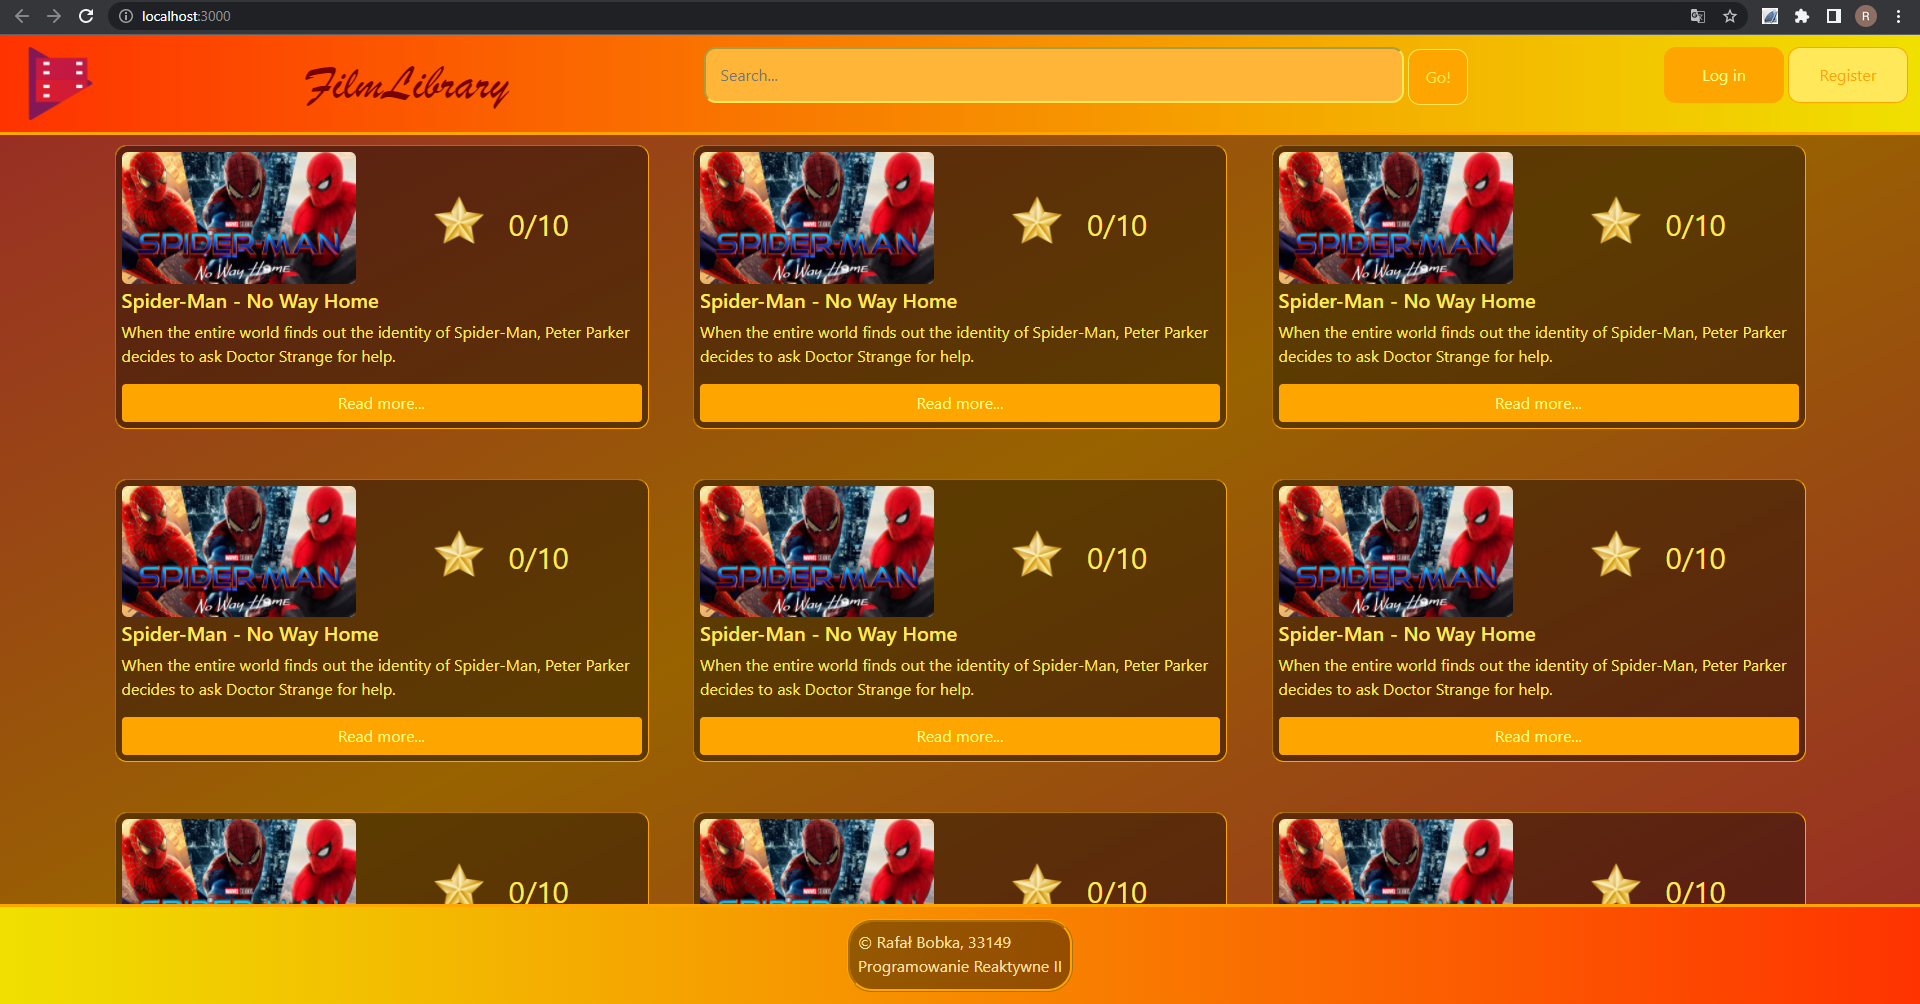 localhost:3000
R
FilmLibrary
Search...
Go!
Log in
Register
MARVEL STUDIOS
SPIDER-MAN
No Way Home
0/10
Spider-Man - No Way Home
When the entire world finds out the identity of Spider-Man, Peter Parker
decides to ask Doctor Strange for help.
Read more...
SPIDER-MAN
No Way Home
0/10
Spider-Man - No Way Home
When the entire world finds out the identity of Spider-Man, Peter Parker
decides to ask Doctor Strange for help.
Read more...
SPIDER-MAN
No Way Home
0/10
Spider-Man - No Way Home
When the entire world finds out the identity of Spider-Man, Peter Parker
decides to ask Doctor Strange for help.
Read more...
SPIDER-MAN
No Way Home
0/10
Spider-Man - No Way Home
When the entire world finds out the identity of Spider-Man, Peter Parker
decides to ask Doctor Strange for help.
Read more...
SPIDER-MAN
No Way Home
0/10
Spider-Man - No Way Home
When the entire world finds out the identity of Spider-Man, Peter Parker
decides to ask Doctor Strange for help.
Read more...
SPIDER-MAN
No Way Home
0/10
Spider-Man - No Way Home
When the entire world finds out the identity of Spider-Man, Peter Parker
decides to ask Doctor Strange for help.
Read more...
0/10
0/10
0/10
© Rafał Bobka, 33149
Programowanie Reaktywne II